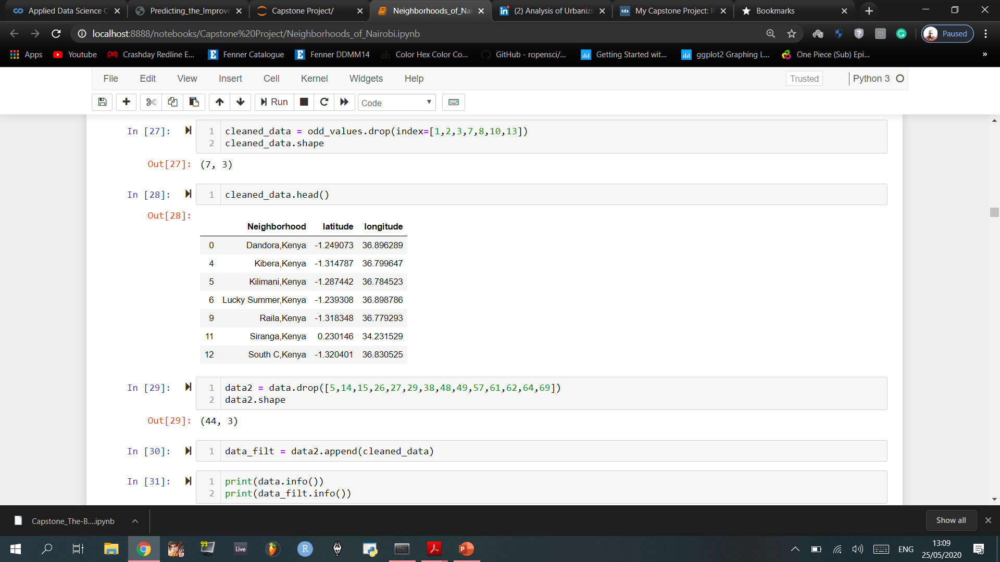 Applied Data Science C
Predicting_the_Improve
Capstone Project/
Neighborhoods_of_Nai
(2) Analysis of Urbanizi
tds My Capstone Project: R
Bookmarks
localhost:8888/notebooks/Capstone%20Project/Neighborhoods_of_Nairobi.ipynb
Paused
Apps
Youtube
Crashday Redline E...
Fenner Catalogue
Fenner DDMM14
Color Hex Color Co...
GitHub - ropensci/...
Getting Started wit...
ggplot2 Graphing L...
One Piece (Sub) Epi...
»
File Edit View Insert Cell Kernel Widgets Help
Trusted
Python 3
Run
Code
In [27]:
1 cleaned_data = odd_values.drop(index=[1,2,3,7,8,10,13])
2 cleaned_data.shape
Out[27]: (7, 3)
In [28]:
1 cleaned_data.head()
Out[28]:
Neighborhood latitude longitude
0 Dandora,Kenya -1.249073 36.896289
4 Kibera,Kenya -1.314787 36.799647
5 Kilimani,Kenya -1.287442 36.784523
6 Lucky Summer,Kenya -1.239308 36.898786
9 Raila,Kenya -1.318348 36.779293
11 Siranga,Kenya 0.230146 34.231529
12 South C,Kenya -1.320401 36.830525
In [29]:
1 data2 = data.drop([5,14,15,26,27,29,38,48,49,57,61,62,64,69])
2 data2.shape
Out[29]: (44, 3)
In [30]:
1 data_filt = data2.append(cleaned_data)
In [31]:
1 print(data.info())
2 print(data_filt.info())
Capstone_The-B....ipynb
Show all
99
Live
R
P
ENG
13:09
25/05/2020